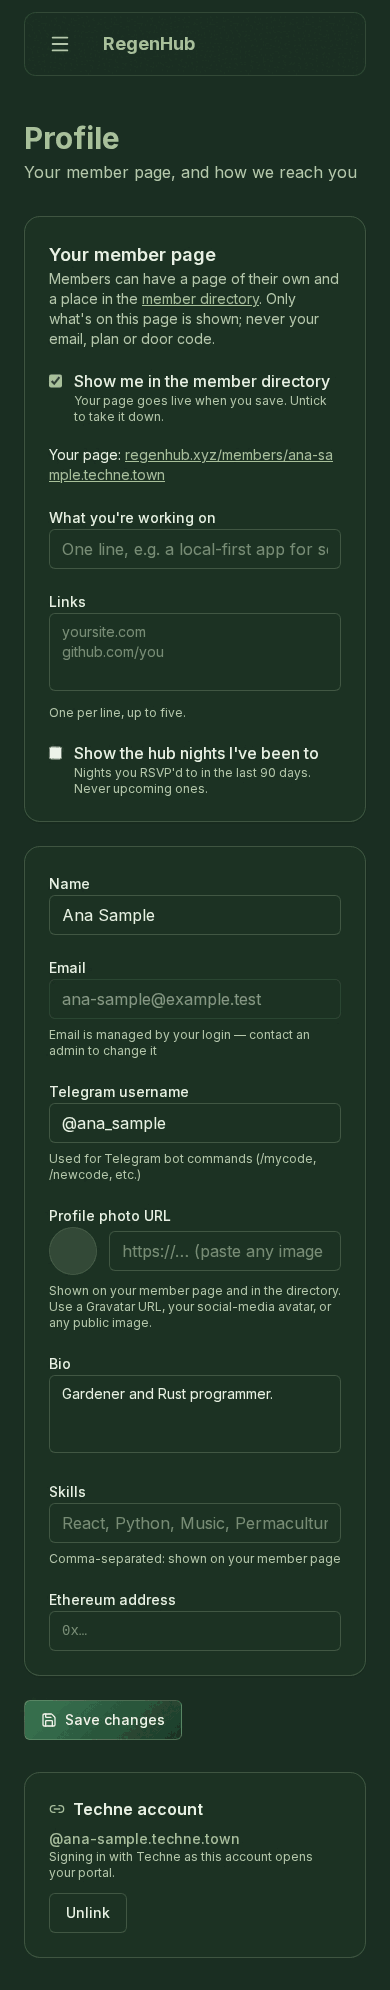 RegenHub
Profile
Your member page, and how we reach you
Your member page
Members can have a page of their own and
a place in the member directory. Only
what's on this page is shown; never your
email, plan or door code.
Show me in the member directory
Your page goes live when you save. Untick
to take it down.
Your page: regenhub.xyz/members/ana-sa
mple.techne.town
What you're working on
One line, e.g. a local-first app for s
Links
yoursite.com
github.com/you
One per line, up to five.
Show the hub nights I've been to
Nights you RSVP'd to in the last 90 days.
Never upcoming ones.
Name
Ana Sample
Email
ana-sample@example.test
Email is managed by your login — contact an
admin to change it
Telegram username
@ana_sample
Used for Telegram bot commands (/mycode,
/newcode, etc.)
Profile photo URL
https://... (paste any image
Shown on your member page and in the directory.
Use a Gravatar URL, your social-media avatar, or
any public image.
Bio
Gardener and Rust programmer.
Skills
React, Python, Music, Permacultur
Comma-separated: shown on your member page
Ethereum address
0x…
Save changes
Techne account
@ana-sample.techne.town
Signing in with Techne as this account opens
your portal.
Unlink